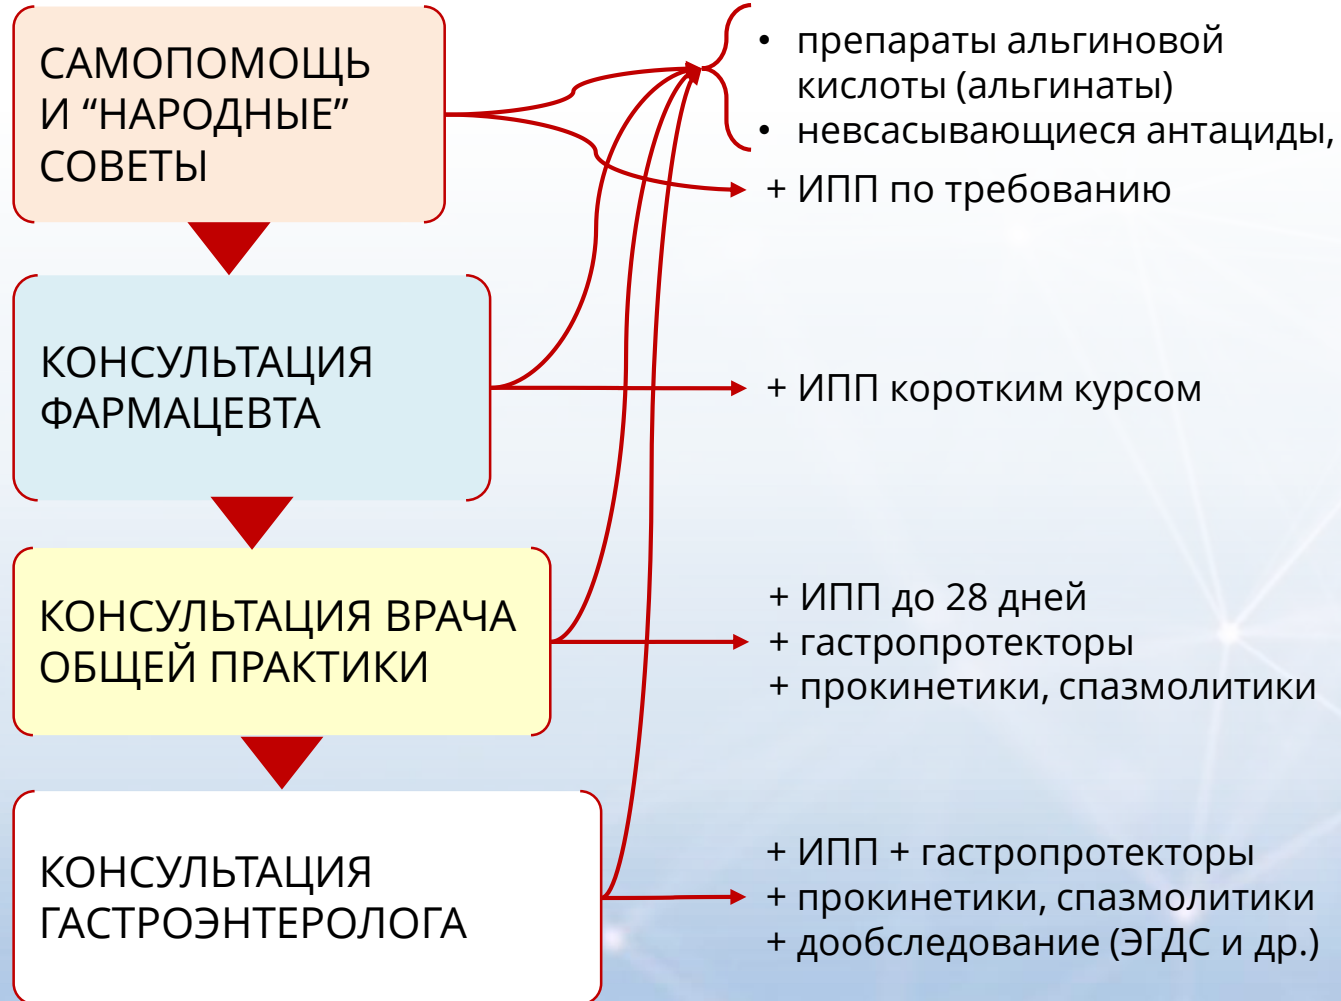 САМОПОМОЩЬ
И “НАРОДНЫЕ”
СОВЕТЫ
• препараты альгиновой
кислоты (альгинаты)
• невсасывающиеся антациды,
+ ИПП по требованию
КОНСУЛЬТАЦИЯ
ФАРМАЦЕВТА
+ ИПП коротким курсом
КОНСУЛЬТАЦИЯ ВРАЧА
ОБЩЕЙ ПРАКТИКИ
+ ИПП до 28 дней
+ гастропротекторы
+ прокинетики, спазмолитики
КОНСУЛЬТАЦИЯ
ГАСТРОЭНТЕРОЛОГА
+ ИПП + гастропротекторы
+ прокинетики, спазмолитики
+ дообследование (ЭГДС и др.)